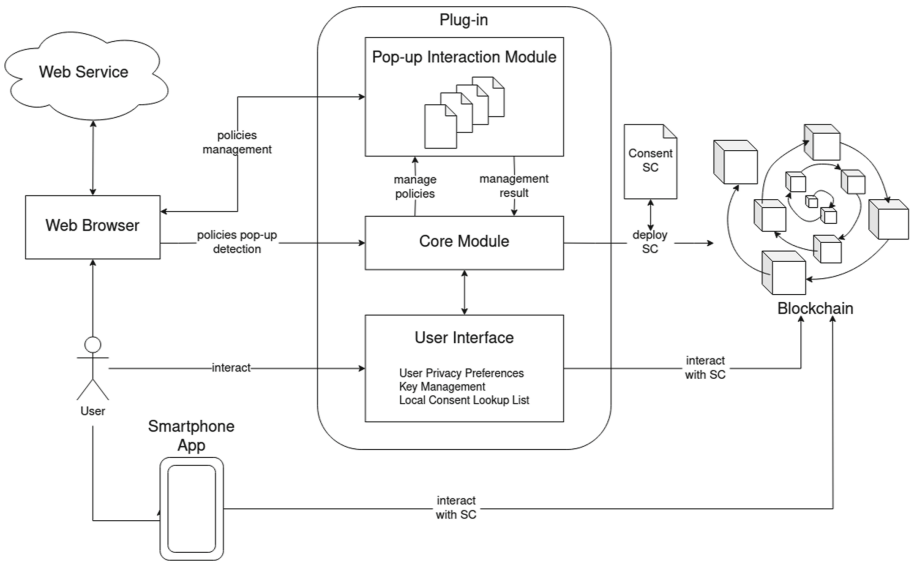 Plug-in
Web Service
Pop-up Interaction Module
policies
management
manage
policies
management
result
Consent
SC
Web Browser
policies pop-up
detection
Core Module
deploy
SC
Blockchain
User Interface
User Privacy Preferences
Key Management
Local Consent Lookup List
interact
interact
with SC
User
Smartphone
App
interact
with SC